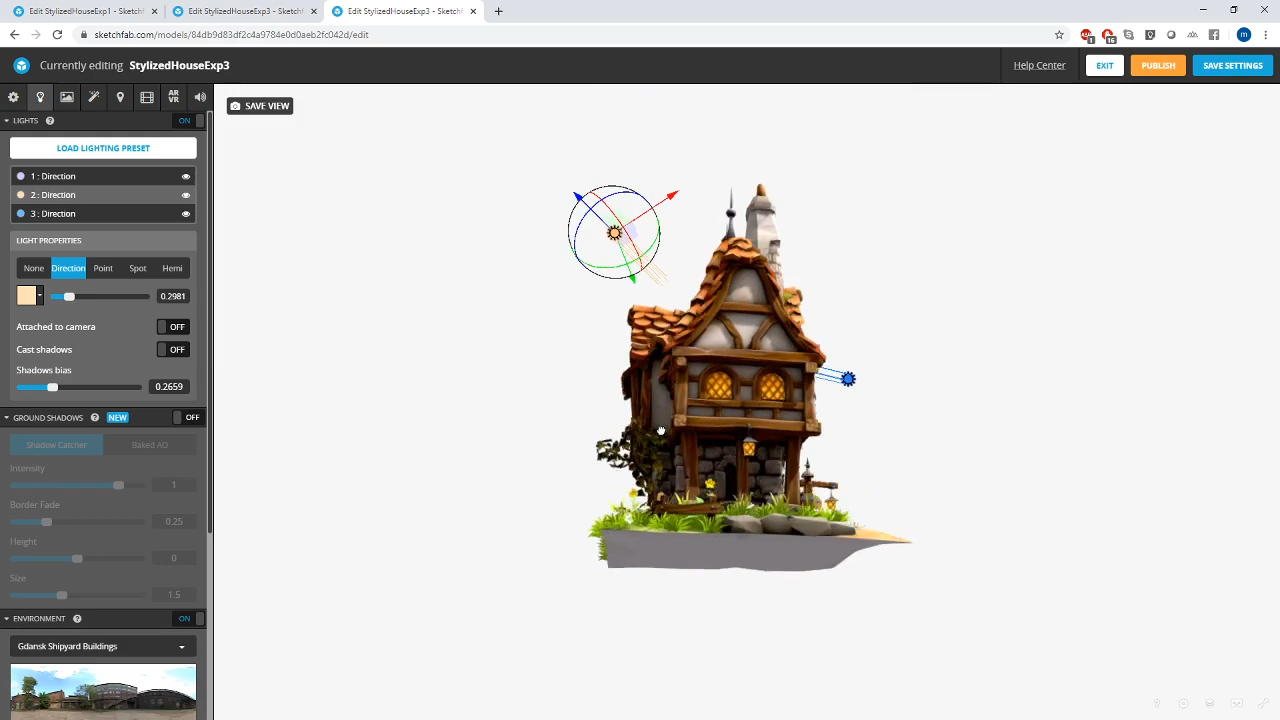 Edit StylizedHouseExp1 - Sketchf
Edit StylizedHouseExp3 - Sketchf
Edit StylizedHouseExp3 - Sketchf
sketchfab.com/models/84db9d83df2c4a9784e0d0aeb2fc042d/edit
1
16
m
Currently editing StylizedHouseExp3
Help Center
EXIT
PUBLISH
SAVE SETTINGS
AR
VR
LIGHTS ?
ON
SAVE VIEW
LOAD LIGHTING PRESET
1 : Direction
2 : Direction
3 : Direction
LIGHT PROPERTIES
None Direction Point Spot Hemi
0.2981
Attached to camera OFF
Cast shadows OFF
Shadows bias
0.2659
GROUND SHADOWS ? NEW OFF
Shadow Catcher Baked AO
Intensity
1
Border Fade
0.25
Height
0
Size
1.5
ENVIRONMENT ? ON
Gdansk Shipyard Buildings
?